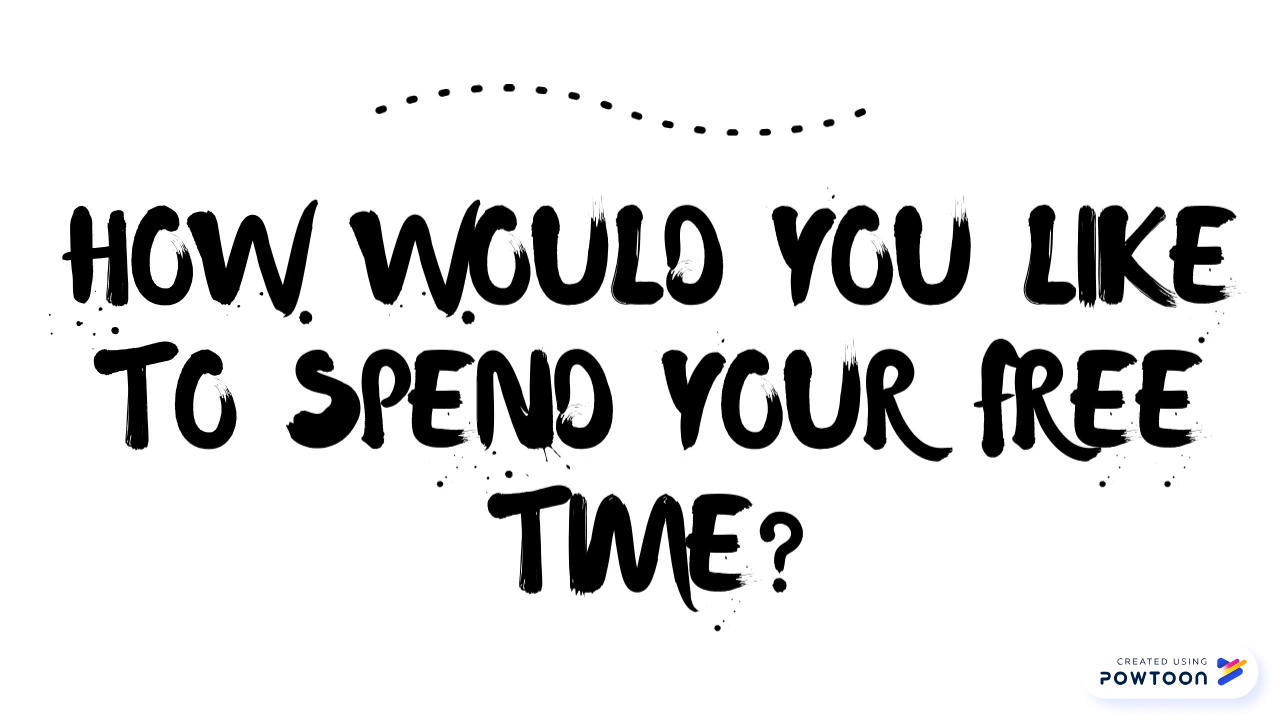 HOW WOULD YOU LIKE
TO SPEND YOUR FREE
TIME?
CREATED USING
POWTOON